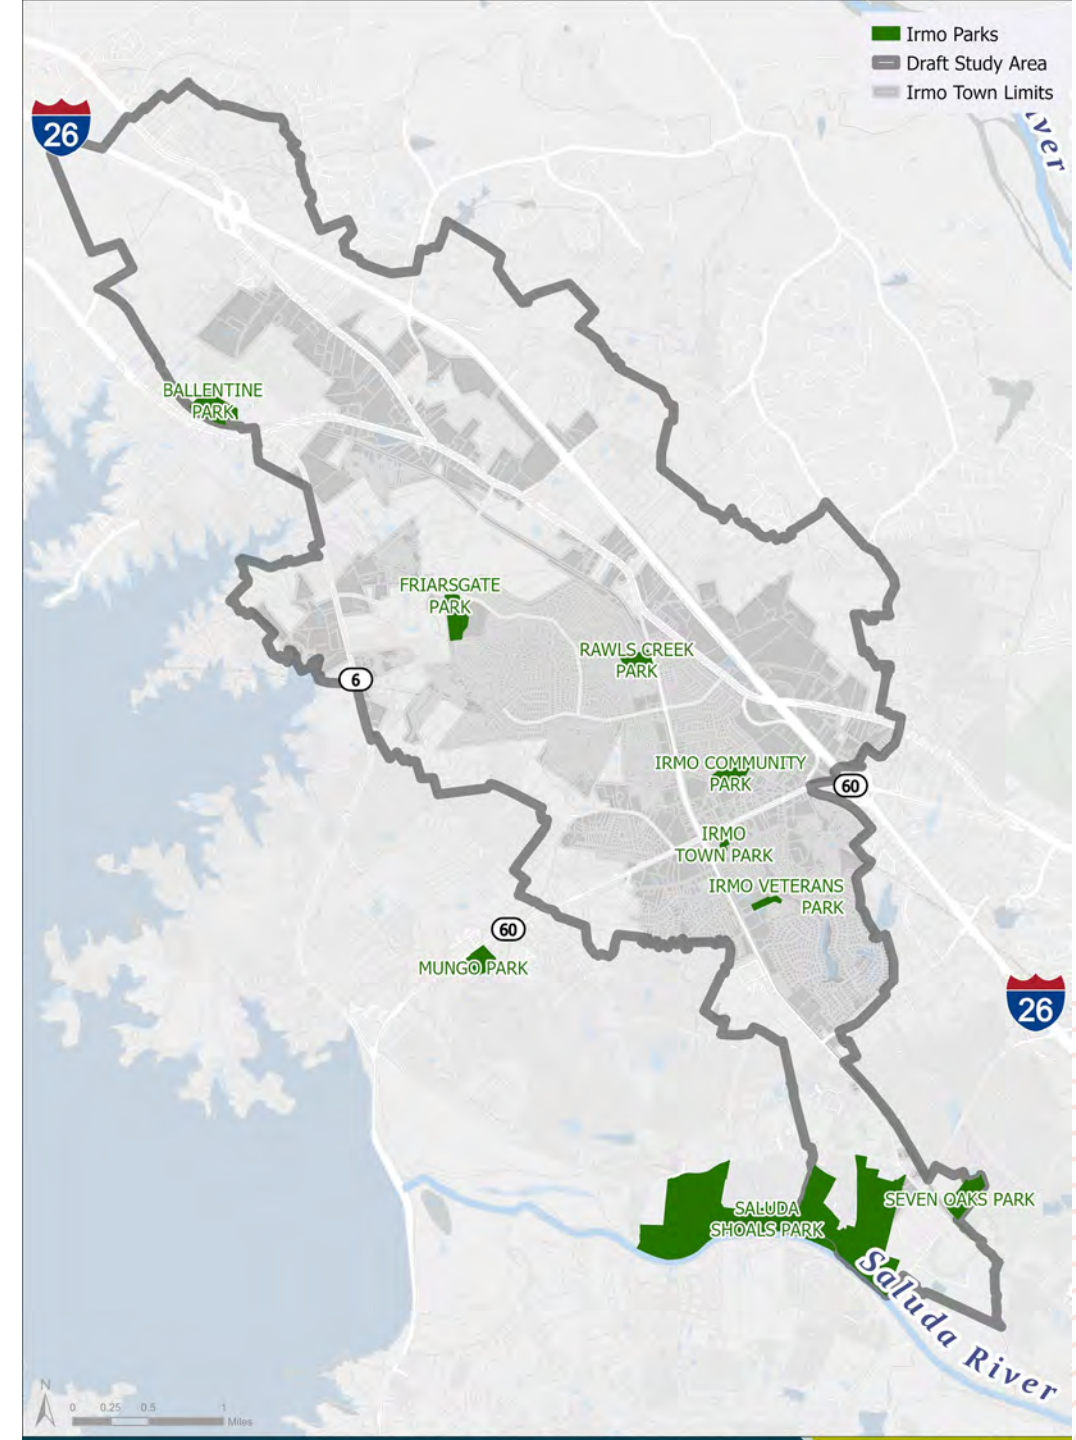 Irmo Parks
Draft Study Area
Irmo Town Limits
26
BALLENTINE
PARK
FRIARSGATE
PARK
RAWLS CREEK
PARK
6
IRMO COMMUNITY
PARK
60
IRMO
TOWN PARK
IRMO VETERANS
PARK
60
MUNGO PARK
26
SEVEN OAKS PARK
SALUDA
SHOALS PARK
Saluda River
N
0 0.25 0.5 1
Miles